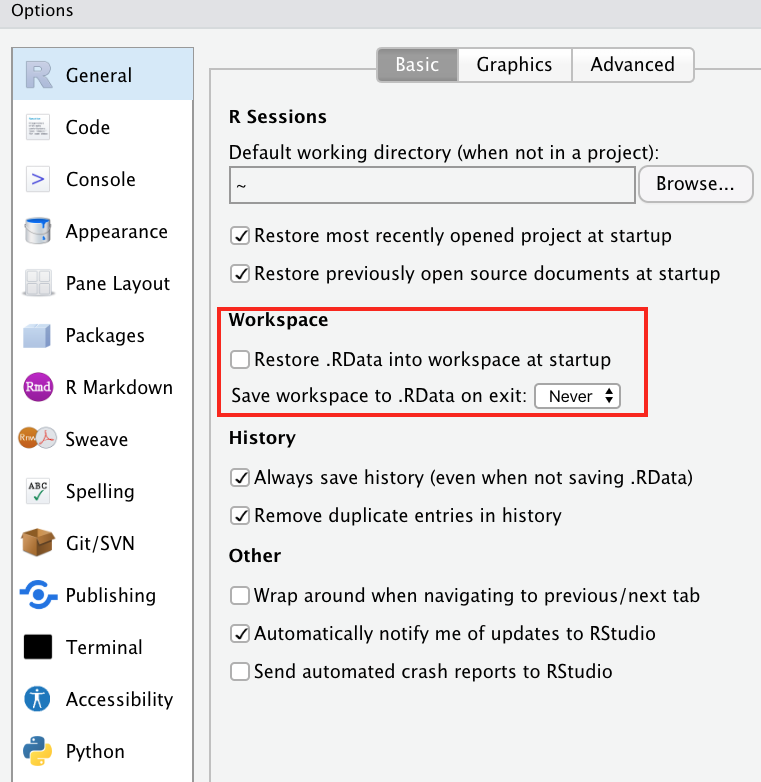 Options
General
Code
Console
Appearance
Pane Layout
Packages
Rmd R Markdown
Rnw Sweave
ABC Spelling
Git/SVN
Publishing
Terminal
Accessibility
Python
Basic Graphics Advanced
R Sessions
Default working directory (when not in a project):
~ Browse...
Restore most recently opened project at startup
Restore previously open source documents at startup
Workspace
Restore .RData into workspace at startup
Save workspace to .RData on exit: Never
History
Always save history (even when not saving .RData)
Remove duplicate entries in history
Other
Wrap around when navigating to previous/next tab
Automatically notify me of updates to RStudio
Send automated crash reports to RStudio